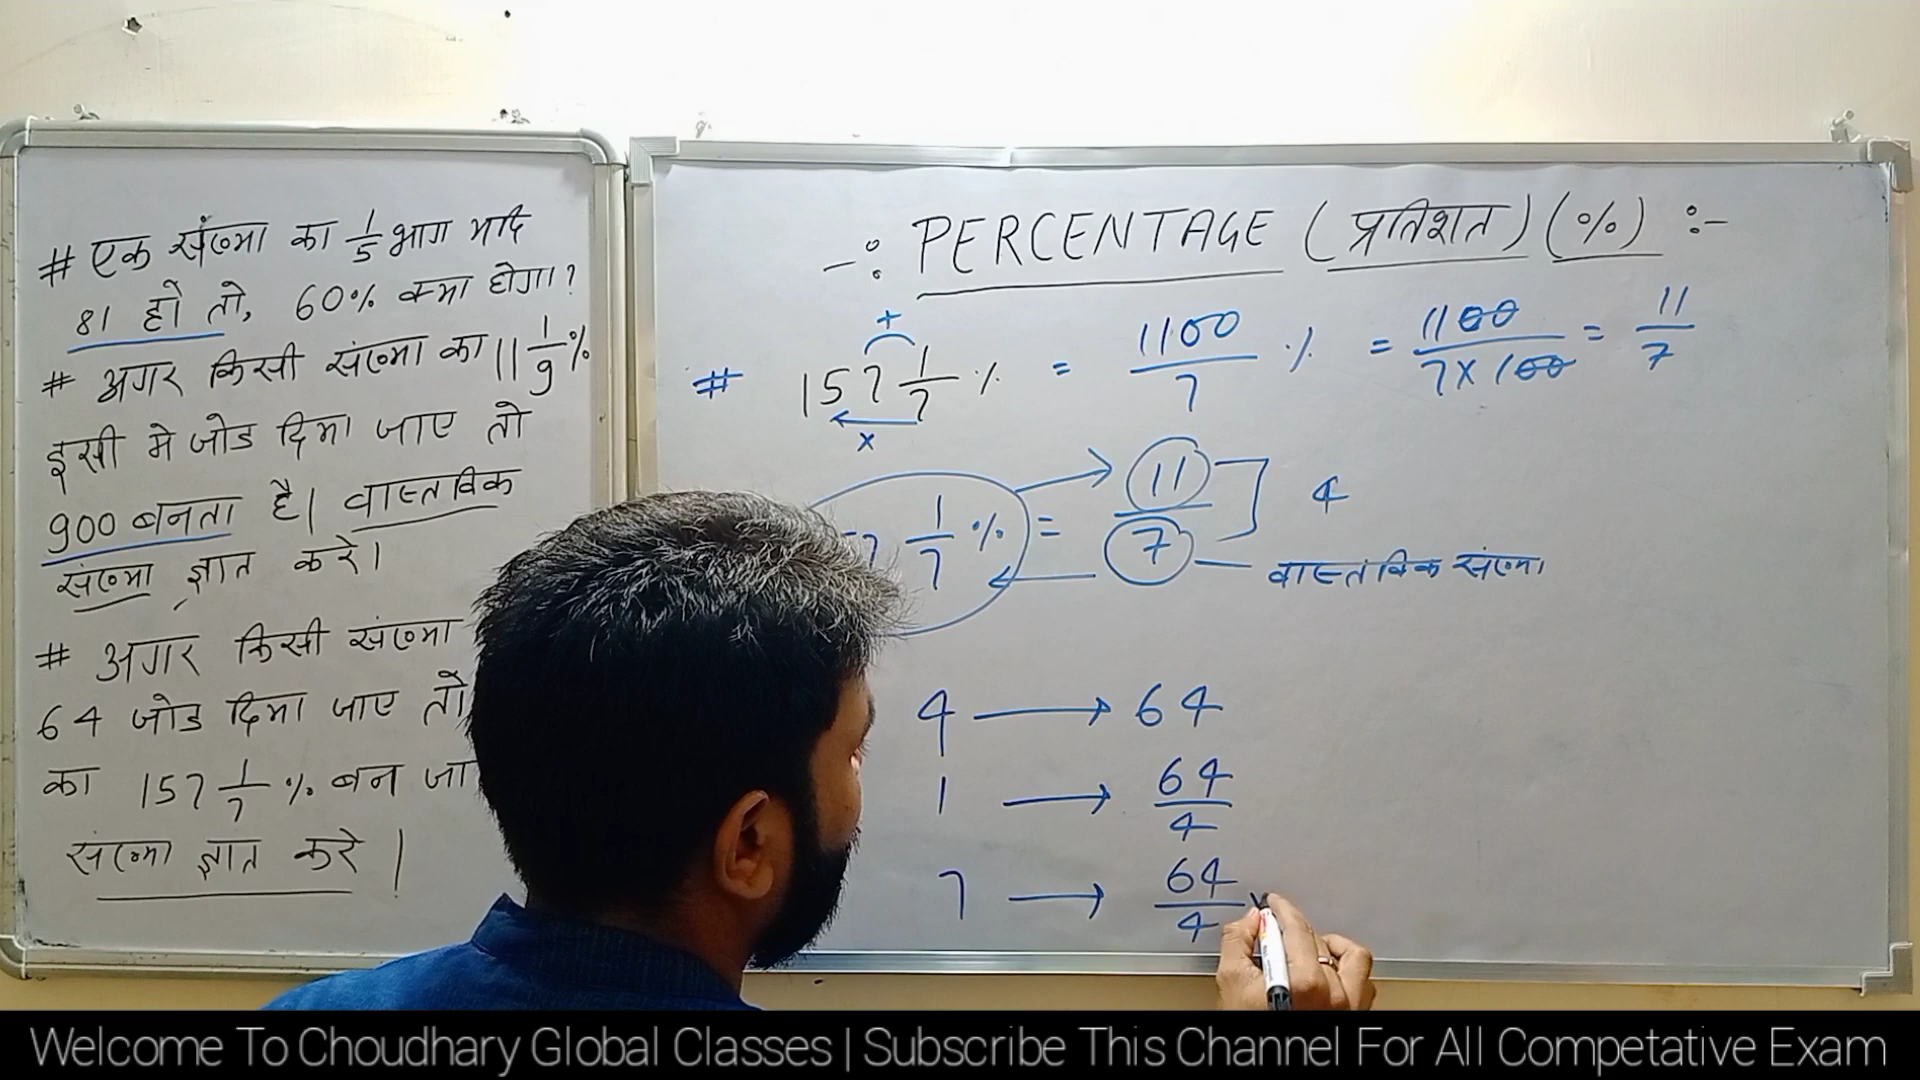 # एक संख्या का 1/5 भाग यदि
81 हो तो, 60% क्या होगा?
# अगर किसी संख्या का 11 1/9 %
इसी मे जोड दिया जाए तो
900 बनता है। वास्तविक
संख्या ज्ञात करे।
# अगर किसी संख्या
64 जोड दिया जाए तो
का 157 1/7 % बन जा
संख्या ज्ञात करे।
-: PERCENTAGE (प्रतिशत) (%) :-
+
# 157 1/7 % = 1100/7 % = 1100/7×100 = 11/7
×
7 1/7 % = 11/7 4
वास्तविक संख्या
4 → 64
1 → 64/4
7 → 64/4
Welcome To Choudhary Global Classes | Subscribe This Channel For All Competative Exam